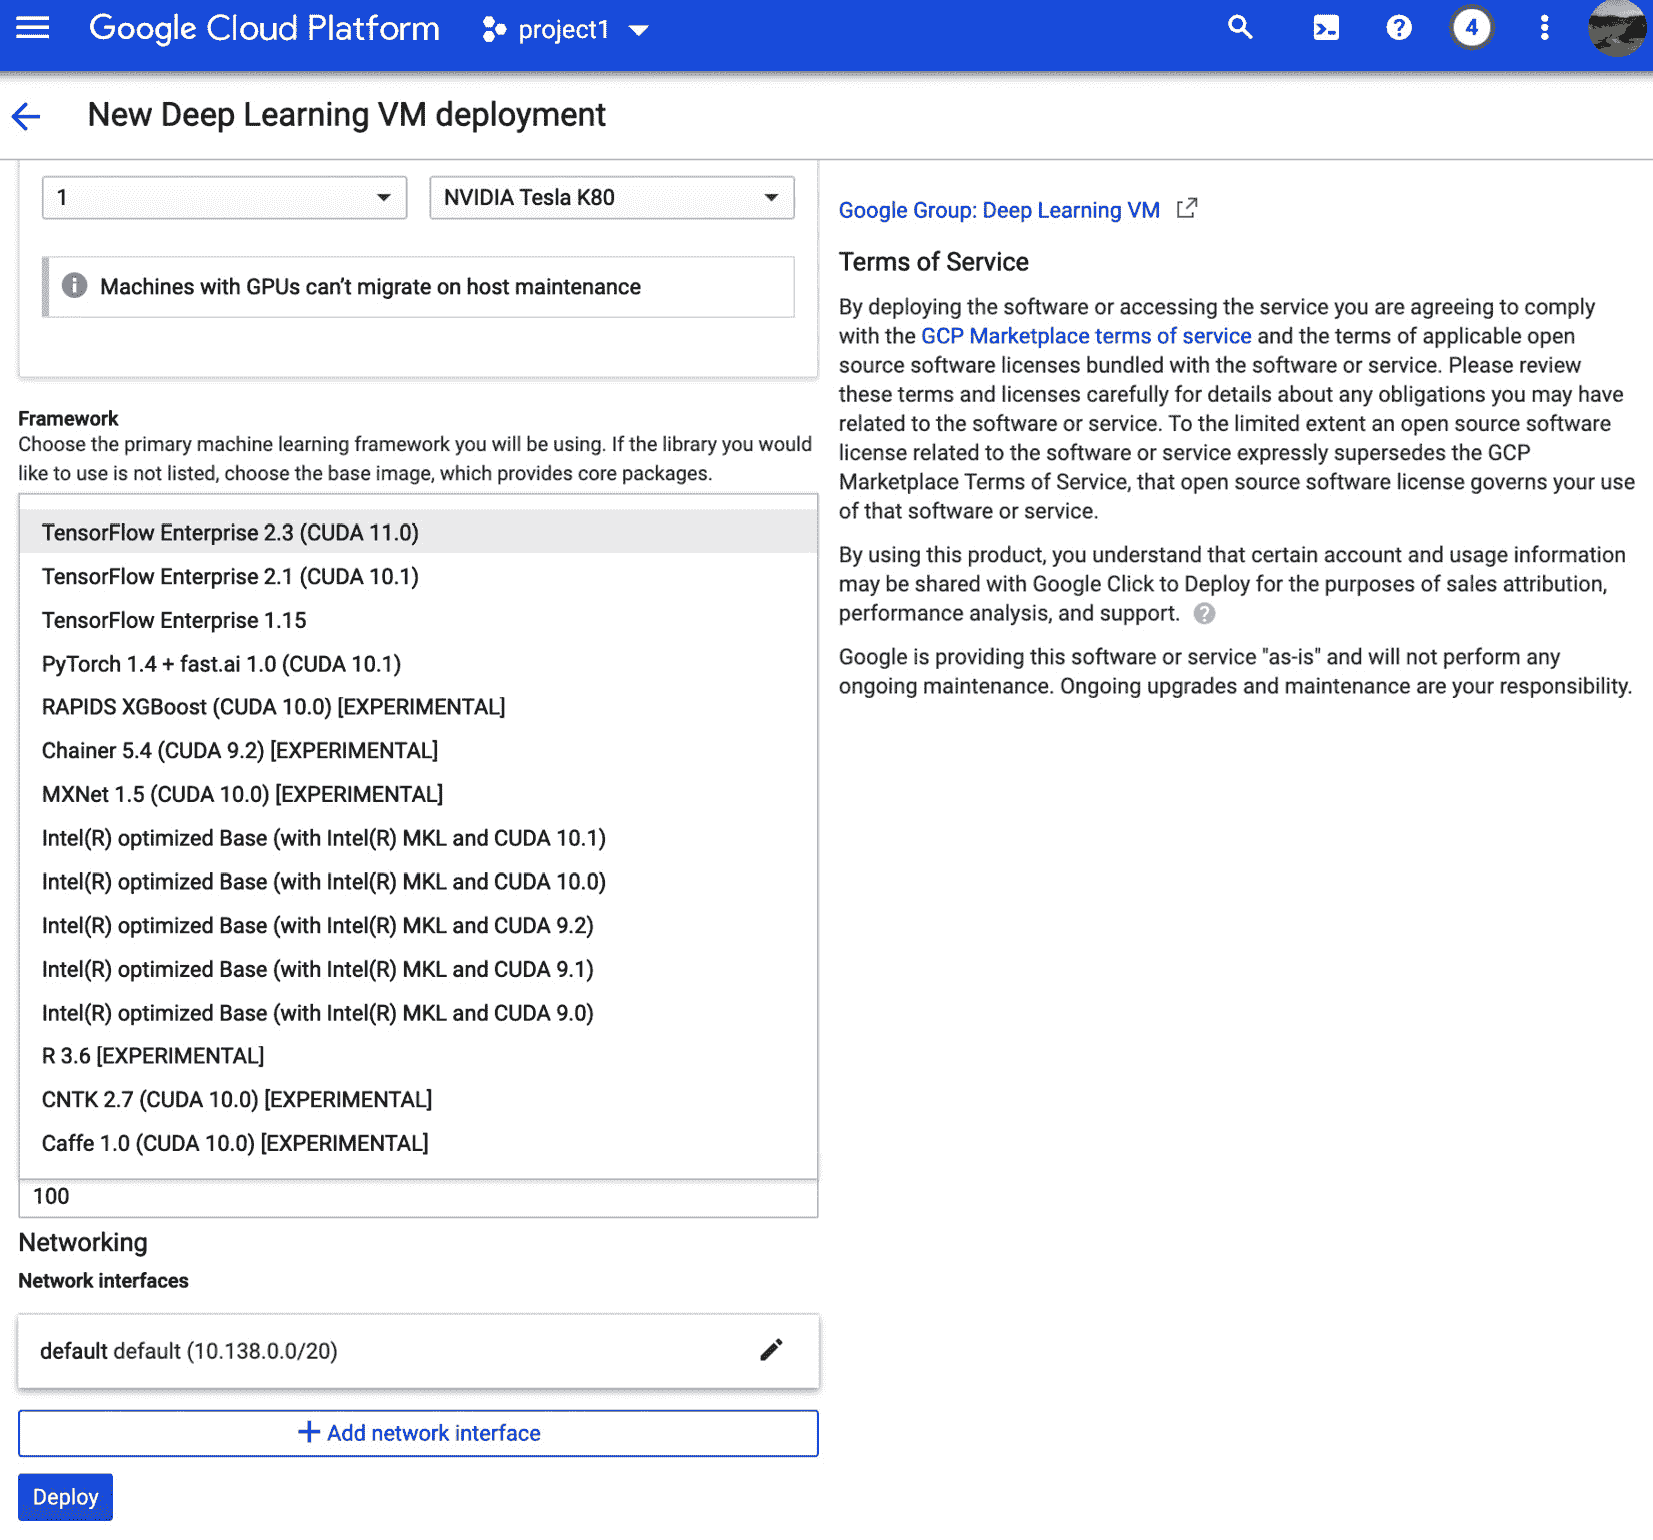 Google Cloud Platform
project1
4
New Deep Learning VM deployment
1
NVIDIA Tesla K80
Machines with GPUs can't migrate on host maintenance
Framework
Choose the primary machine learning framework you will be using. If the library you would
like to use is not listed, choose the base image, which provides core packages.
TensorFlow Enterprise 2.3 (CUDA 11.0)
TensorFlow Enterprise 2.1 (CUDA 10.1)
TensorFlow Enterprise 1.15
PyTorch 1.4 + fast.ai 1.0 (CUDA 10.1)
RAPIDS XGBoost (CUDA 10.0) [EXPERIMENTAL]
Chainer 5.4 (CUDA 9.2) [EXPERIMENTAL]
MXNet 1.5 (CUDA 10.0) [EXPERIMENTAL]
Intel(R) optimized Base (with Intel(R) MKL and CUDA 10.1)
Intel(R) optimized Base (with Intel(R) MKL and CUDA 10.0)
Intel(R) optimized Base (with Intel(R) MKL and CUDA 9.2)
Intel(R) optimized Base (with Intel(R) MKL and CUDA 9.1)
Intel(R) optimized Base (with Intel(R) MKL and CUDA 9.0)
R 3.6 [EXPERIMENTAL]
CNTK 2.7 (CUDA 10.0) [EXPERIMENTAL]
Caffe 1.0 (CUDA 10.0) [EXPERIMENTAL]
100
Networking
Network interfaces
default default (10.138.0.0/20)
+ Add network interface
Deploy
Google Group: Deep Learning VM
Terms of Service
By deploying the software or accessing the service you are agreeing to comply
with the GCP Marketplace terms of service and the terms of applicable open
source software licenses bundled with the software or service. Please review
these terms and licenses carefully for details about any obligations you may have
related to the software or service. To the limited extent an open source software
license related to the software or service expressly supersedes the GCP
Marketplace Terms of Service, that open source software license governs your use
of that software or service.
By using this product, you understand that certain account and usage information
may be shared with Google Click to Deploy for the purposes of sales attribution,
performance analysis, and support.
Google is providing this software or service "as-is" and will not perform any
ongoing maintenance. Ongoing upgrades and maintenance are your responsibility.